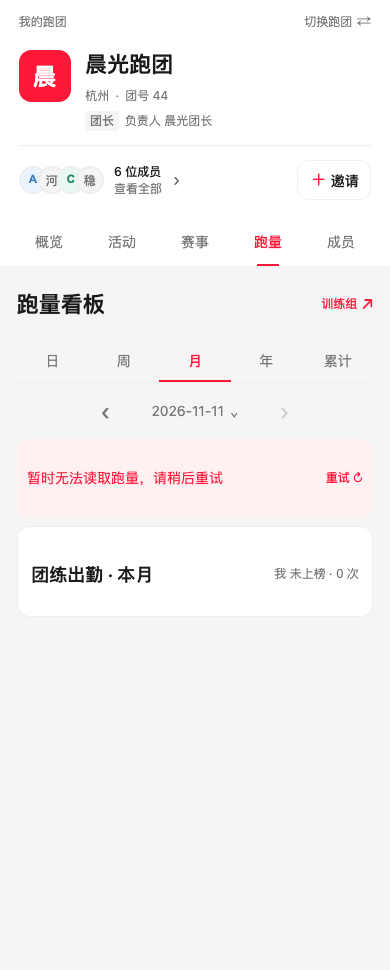 我的跑团
切换跑团
晨
晨光跑团
杭州 · 团号 44
团长 负责人 晨光团长
A 河 C 稳
6 位成员
查看全部
邀请
概览 活动 赛事 跑量 成员
跑量看板
训练组
日 周 月 年 累计
2026-11-11
暂时无法读取跑量，请稍后重试
重试
团练出勤 · 本月
我 未上榜 · 0 次